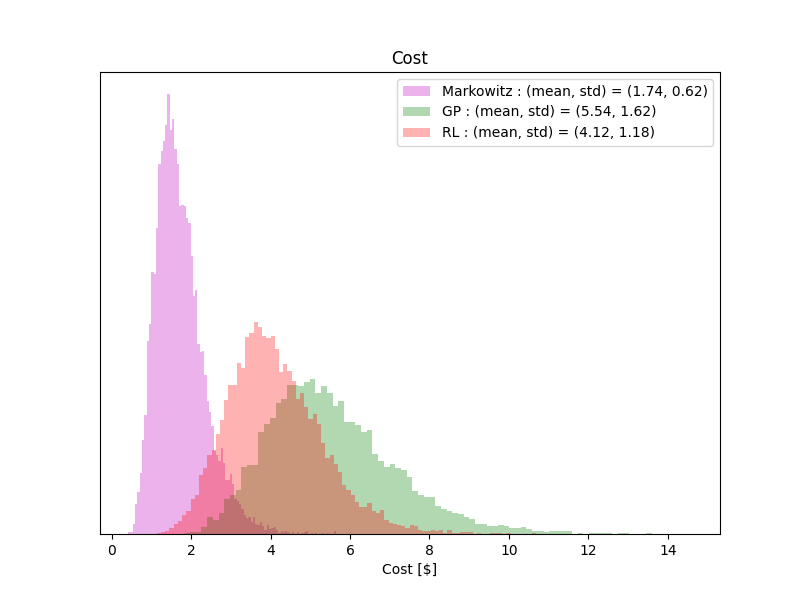 Cost
Markowitz : (mean, std) = (1.74, 0.62)
GP : (mean, std) = (5.54, 1.62)
RL : (mean, std) = (4.12, 1.18)
0 2 4 6 8 10 12 14
Cost [$]